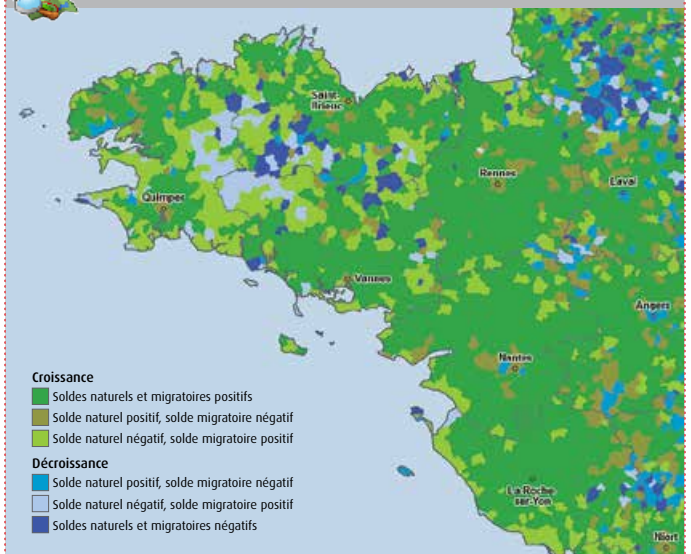 Saint-
Brieuc
Rennes
Laval
Quimper
Vannes
Angers
Nantes
La Roche
sur-Yon
Niort
Croissance
Soldes naturels et migratoires positifs
Solde naturel positif, solde migratoire négatif
Solde naturel négatif, solde migratoire positif
Décroissance
Solde naturel positif, solde migratoire négatif
Solde naturel négatif, solde migratoire positif
Soldes naturels et migratoires négatifs